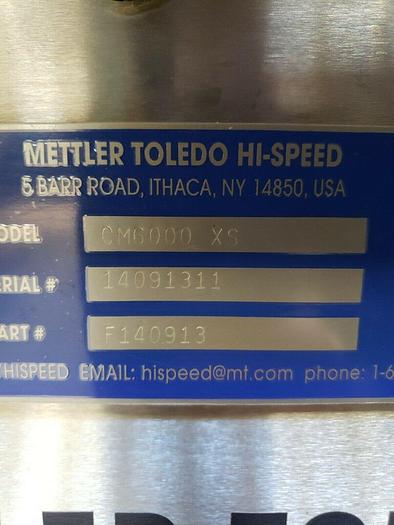 METTLER TOLEDO HI-SPEED
5 BARR ROAD, ITHACA, NY 14850, USA
ODEL CM6000 XS
ERIAL # 14091311
ART # F140913
/HISPEED EMAIL: hispeed@mt.com phone: 1-6